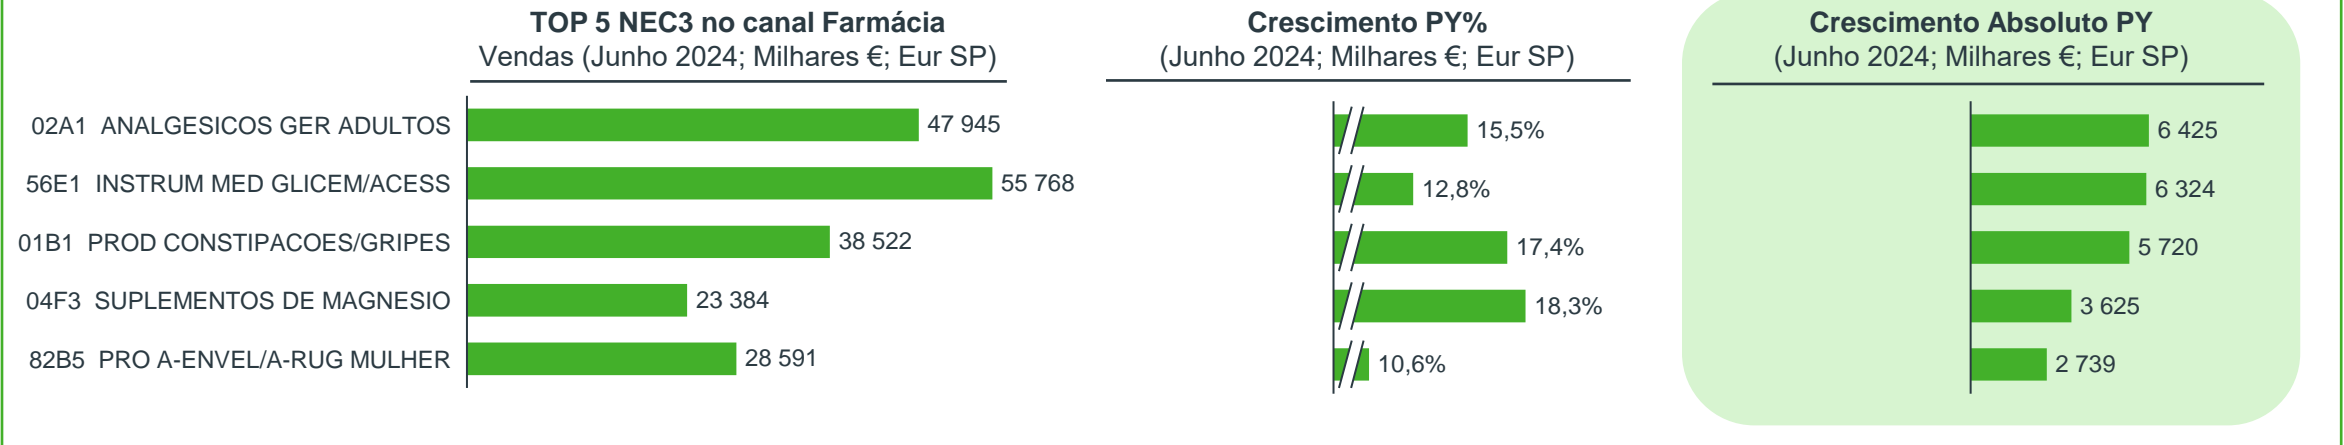 TOP 5 NEC3 no canal Farmácia
Vendas (Junho 2024; Milhares €; Eur SP)
Crescimento PY%
(Junho 2024; Milhares €; Eur SP)
Crescimento Absoluto PY
(Junho 2024; Milhares €; Eur SP)
02A1 ANALGESICOS GER ADULTOS 47 945 15,5% 6 425
56E1 INSTRUM MED GLICEM/ACESS 55 768 12,8% 6 324
01B1 PROD CONSTIPACOES/GRIPES 38 522 17,4% 5 720
04F3 SUPLEMENTOS DE MAGNESIO 23 384 18,3% 3 625
82B5 PRO A-ENVEL/A-RUG MULHER 28 591 10,6% 2 739